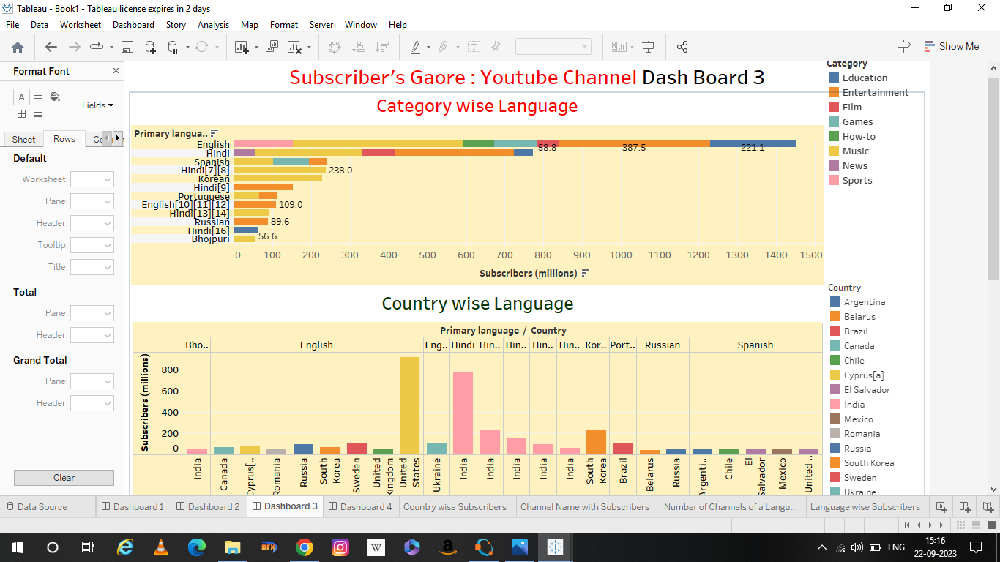 Tableau - Book1 - Tableau license expires in 2 days
File Data Worksheet Dashboard Story Analysis Map Format Server Window Help
Show Me
Format Font
Fields
Sheet Rows
Default
Worksheet:
Pane:
Header:
Tooltip:
Title:
Total
Pane:
Header:
Grand Total
Pane:
Header:
Clear
Subscriber's Gaore : Youtube Channel Dash Board 3
Category wise Language
Primary langua..
English 58.8 387.5 221.1
Hindi
Spanish
Hindi[7][8] 238.0
Korean
Hindi[9]
Portuguese
English[10][11][12] 109.0
Hindi[13][14]
Russian 89.6
Hindi[16]
Bhojpuri 56.6
0 100 200 300 400 500 600 700 800 900 1000 1100 1200 1300 1400 1500
Subscribers (millions)
Category
Education
Entertainment
Film
Games
How-to
Music
News
Sports
Country wise Language
Primary language / Country
Bho.. English Eng.. Hindi Hin.. Hin.. Hin.. Hin.. Kor.. Port.. Russian Spanish
Subscribers (millions)
800
600
400
200
0
India
Canada
Cyprus[..
Romania
Russia
South Korea
Sweden
United Kingdom
United States
Ukraine
India
India
India
India
India
South Korea
Brazil
Belarus
Russia
Argenti..
Chile
El Salvador
Mexico
United..
Country
Argentina
Belarus
Brazil
Canada
Chile
Cyprus[a]
El Salvador
India
Mexico
Romania
Russia
South Korea
Sweden
Ukraine
Data Source Dashboard 1 Dashboard 2 Dashboard 3 Dashboard 4 Country wise Subscribers Channel Name with Subscribers Number of Channels of a Langu... Language wise Subscribers
DFX
W
a
ENG
15:16
22-09-2023